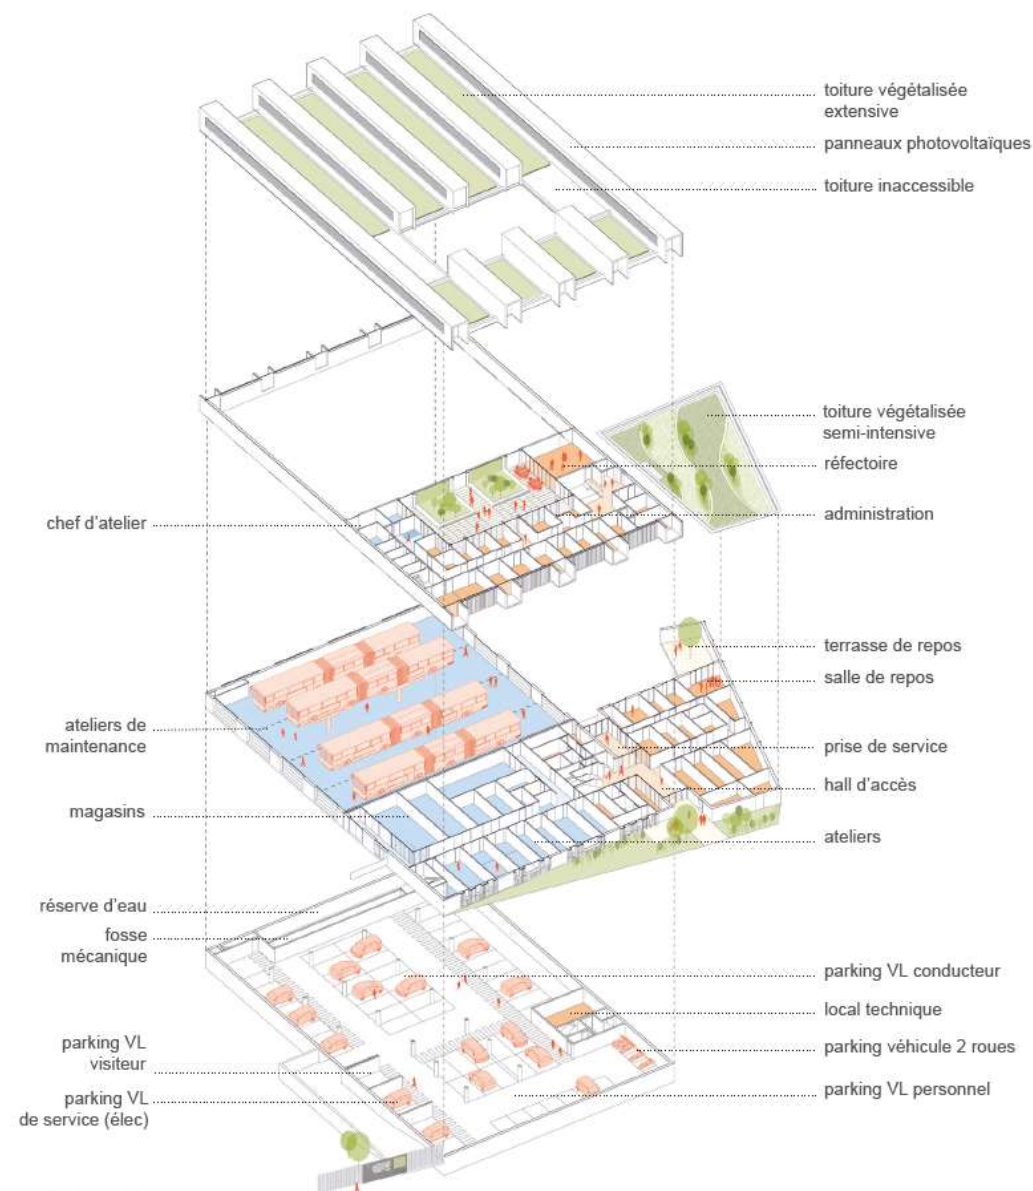 toiture végétalisée
extensive
panneaux photovoltaïques
toiture inaccessible
toiture végétalisée
semi-intensive
réfectoire
chef d'atelier
administration
terrasse de repos
salle de repos
ateliers de
maintenance
prise de service
hall d'accès
magasins
ateliers
réserve d'eau
fosse
mécanique
parking VL conducteur
local technique
parking VL
visiteur
parking véhicule 2 roues
parking VL personnel
parking VL
de service (élec)